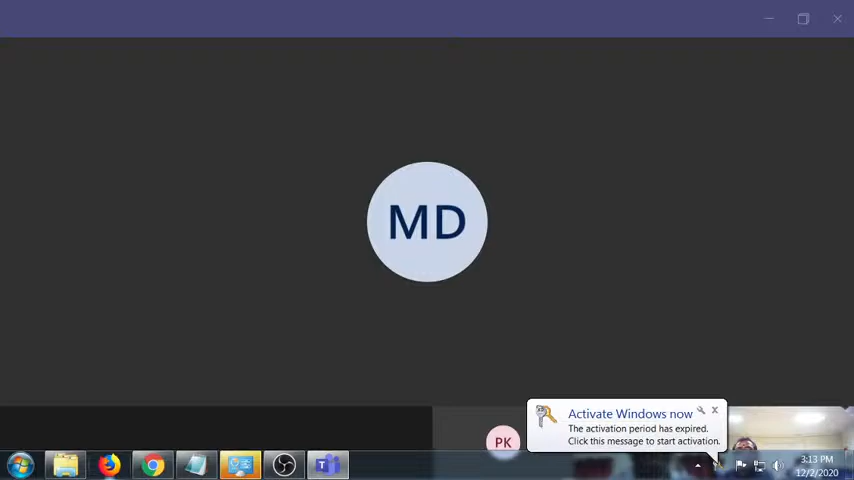 MD
PK
Activate Windows now
The activation period has expired.
Click this message to start activation.
3:13 PM
12/2/2020